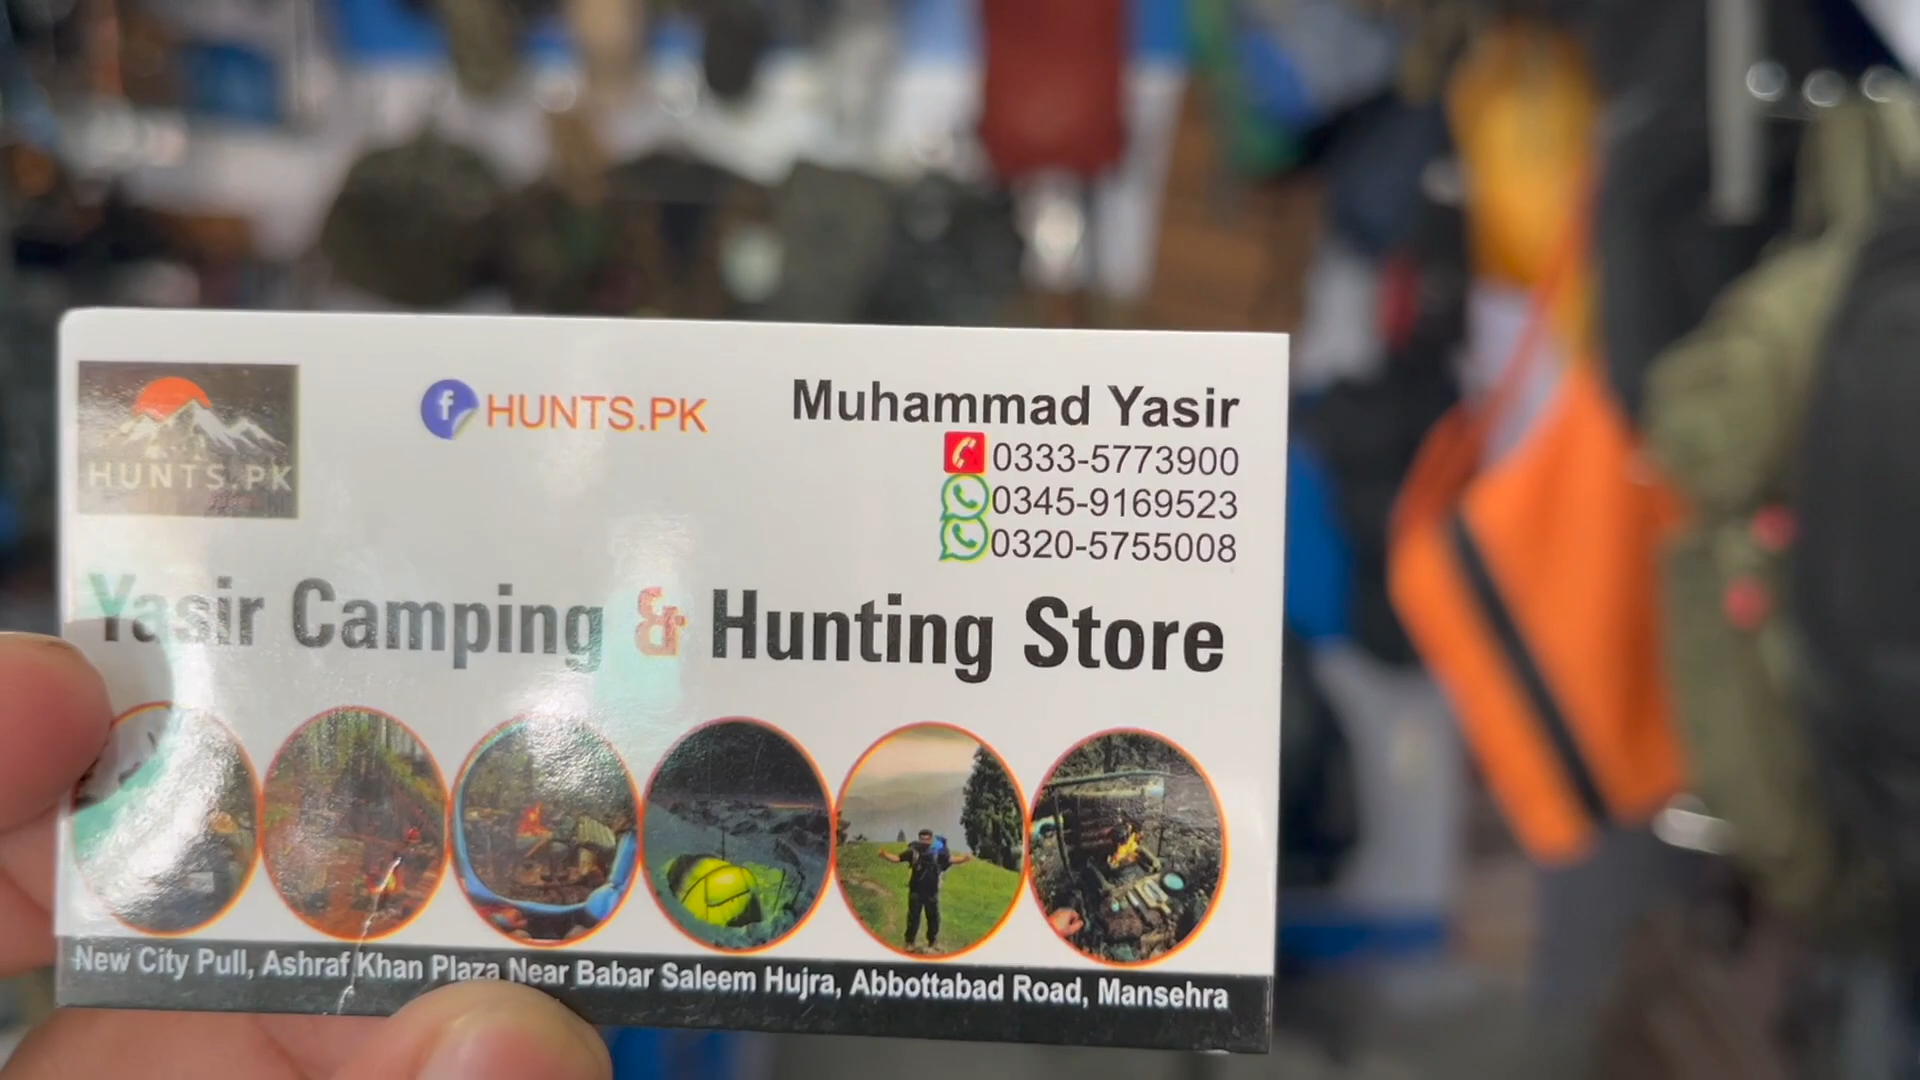 HUNTS.PK
HUNTS.PK
Muhammad Yasir
0333-5773900
0345-9169523
0320-5755008
Yasir Camping & Hunting Store
New City Pull, Ashraf Khan Plaza Near Babar Saleem Hujra, Abbottabad Road, Mansehra